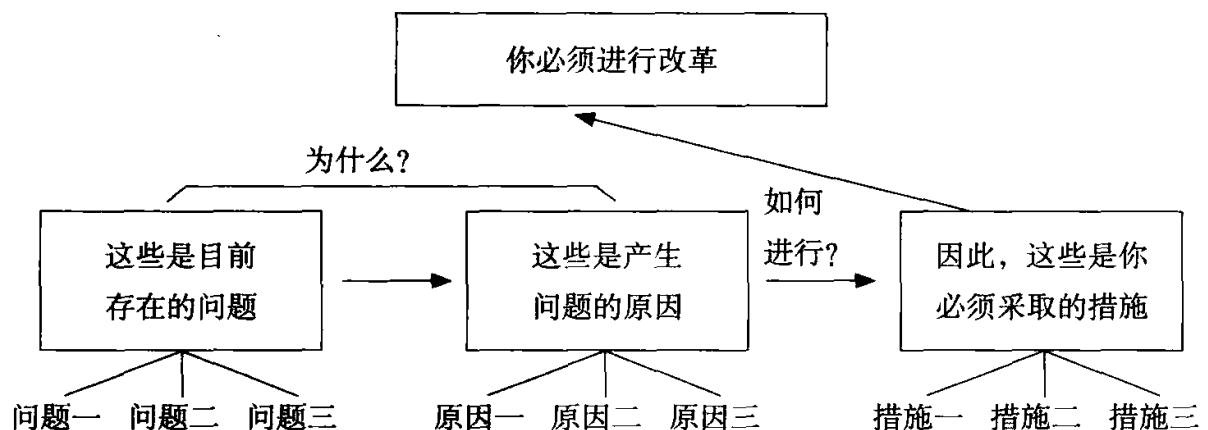 你必须进行改革
为什么?
如何
进行?
这些是目前
存在的问题
这些是产生
问题的原因
因此，这些是你
必须采取的措施
问题一 问题二 问题三
原因一 原因二 原因三
措施一 措施二 措施三